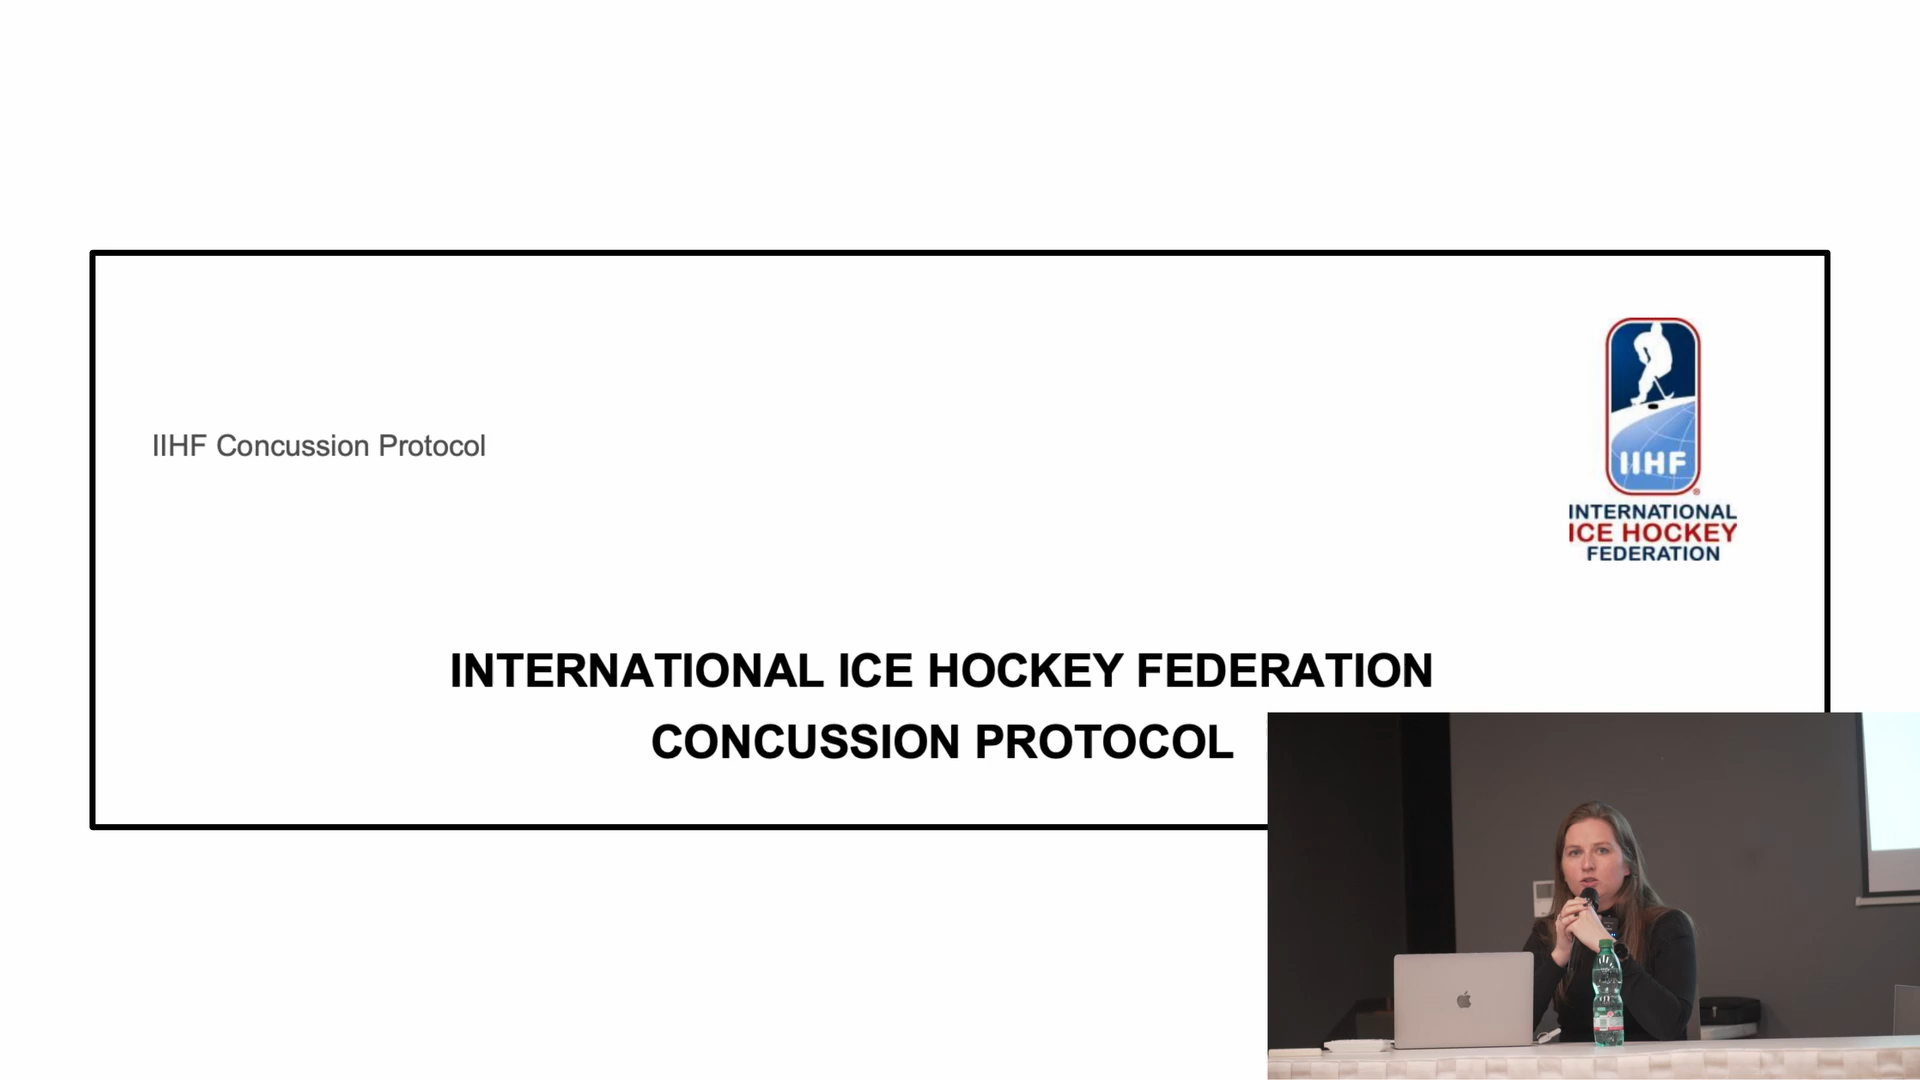 IIHF Concussion Protocol
IIHF
INTERNATIONAL
ICE HOCKEY
FEDERATION
INTERNATIONAL ICE HOCKEY FEDERATION
CONCUSSION PROTOCOL